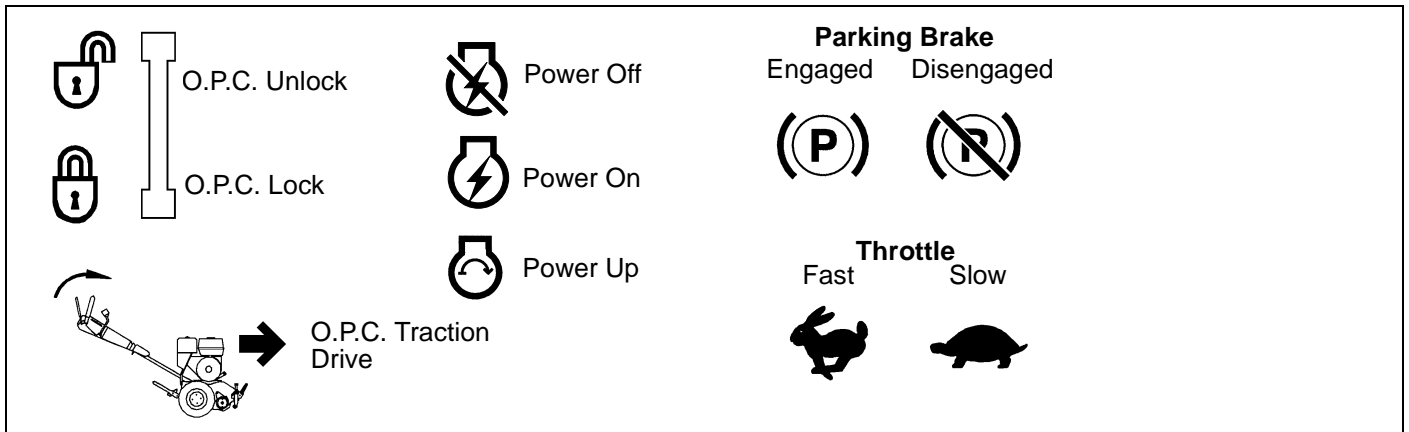 O.P.C. Unlock
O.P.C. Lock
O.P.C. Traction
Drive
Power Off
Power On
Power Up
Parking Brake
Engaged Disengaged
(P) (P)
Throttle
Fast Slow